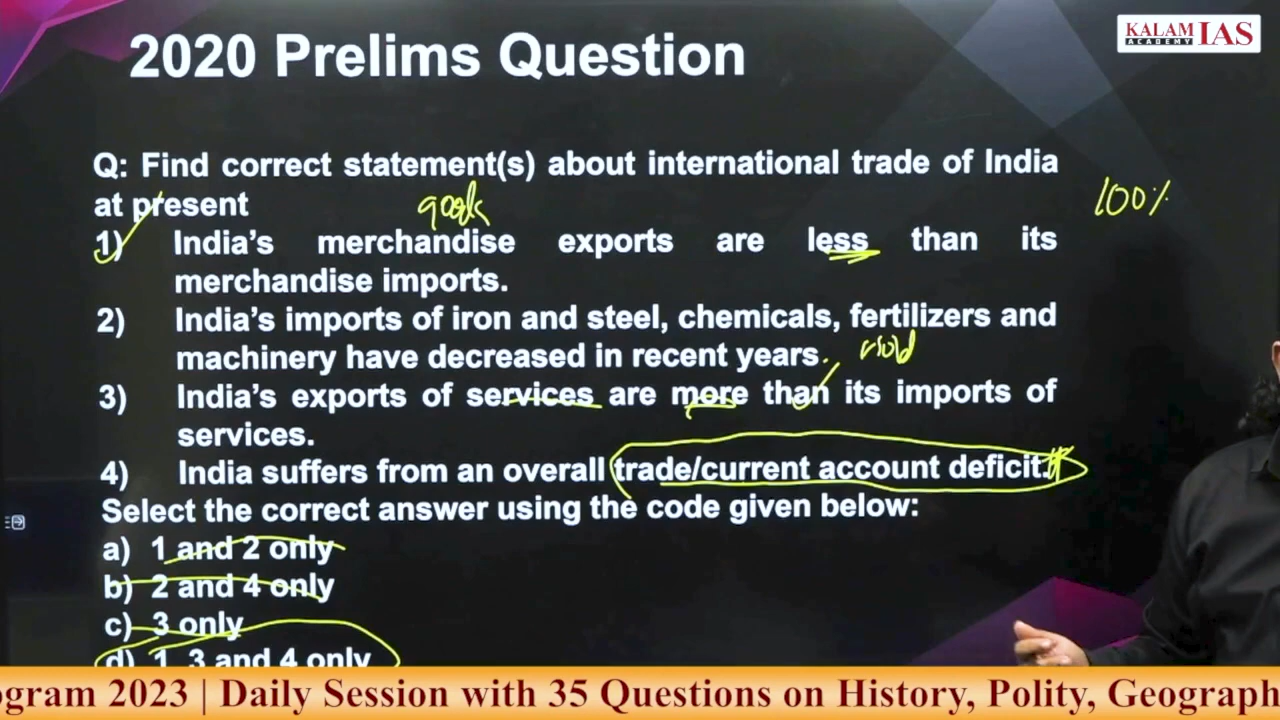 KALAM IAS
ACADEMY
2020 Prelims Question
Q: Find correct statement(s) about international trade of India
at present
goods
100%
1) India's merchandise exports are less than its
merchandise imports.
2) India's imports of iron and steel, chemicals, fertilizers and
machinery have decreased in recent years.
3) India's exports of services are more than its imports of
services.
4) India suffers from an overall trade/current account deficit.
Select the correct answer using the code given below:
a) 1 and 2 only
b) 2 and 4 only
c) 3 only
d) 1, 3 and 4 only
ogram 2023 | Daily Session with 35 Questions on History, Polity, Geograph